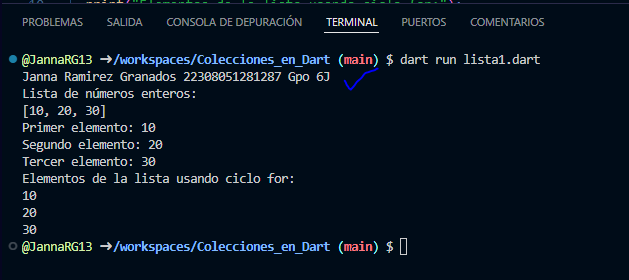 print("Elementos de la lista usando ciclo for:");
PROBLEMAS SALIDA CONSOLA DE DEPURACIÓN TERMINAL PUERTOS COMENTARIOS
@JannaRG13 ➜/workspaces/Colecciones_en_Dart (main) $ dart run lista1.dart
Janna Ramirez Granados 22308051281287 Gpo 6J
Lista de números enteros:
[10, 20, 30]
Primer elemento: 10
Segundo elemento: 20
Tercer elemento: 30
Elementos de la lista usando ciclo for:
10
20
30
@JannaRG13 ➜/workspaces/Colecciones_en_Dart (main) $